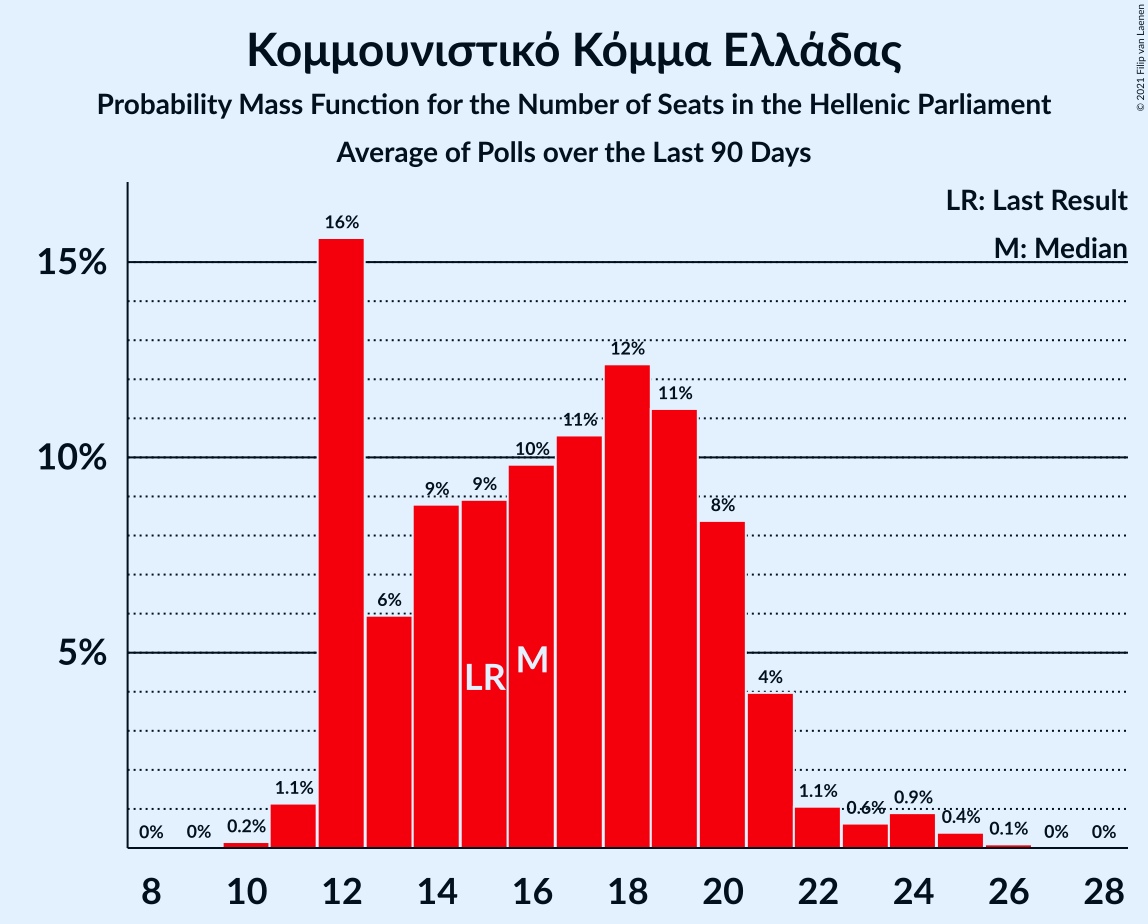 Κομμουνιστικό Κόμμα Ελλάδας
Probability Mass Function for the Number of Seats in the Hellenic Parliament
Average of Polls over the Last 90 Days
© 2021 Filip van Laenen
LR: Last Result
M: Median
15%
10%
5%
0%
0%
0.2%
1.1%
16%
6%
9%
9%
10%
11%
12%
11%
8%
4%
1.1%
0.6%
0.9%
0.4%
0.1%
0%
0%
LR
M
8 10 12 14 16 18 20 22 24 26 28